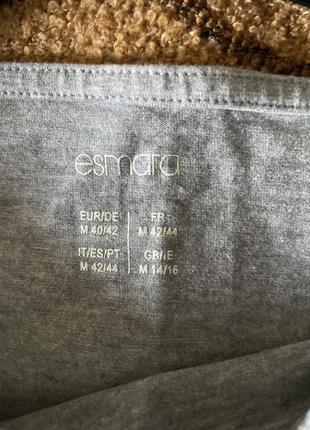 esmara
EUR/DE FR
M 40/42 M 42/44
IT/ES/PT GB/IE
M 42/44 M 14/16